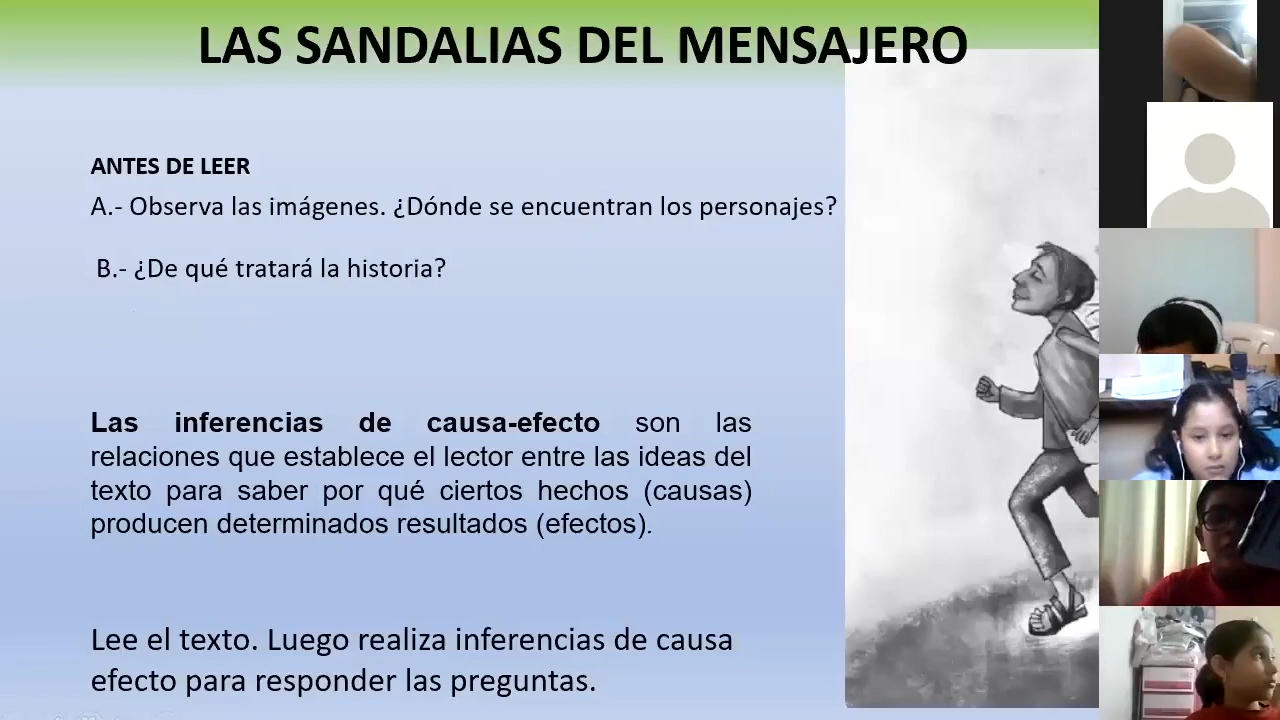 LAS SANDALIAS DEL MENSAJERO
ANTES DE LEER
A.- Observa las imágenes. ¿Dónde se encuentran los personajes?
B.- ¿De qué tratará la historia?
Las inferencias de causa-efecto son las
relaciones que establece el lector entre las ideas del
texto para saber por qué ciertos hechos (causas)
producen determinados resultados (efectos).
Lee el texto. Luego realiza inferencias de causa
efecto para responder las preguntas.